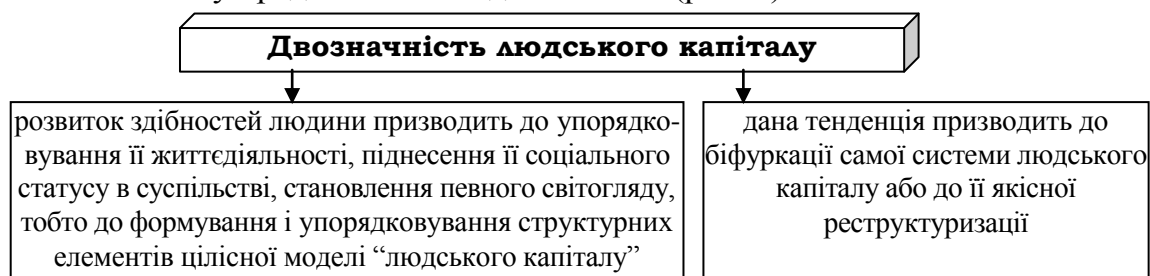 Двозначність людського капіталу
розвиток здібностей людини призводить до упорядко-
вування її життєдіяльності, піднесення її соціального
статусу в суспільстві, становлення певного світогляду,
тобто до формування і упорядковування структурних
елементів цілісної моделі “людського капіталу”
дана тенденція призводить до
біфуркації самої системи людського
капіталу або до її якісної
реструктуризації